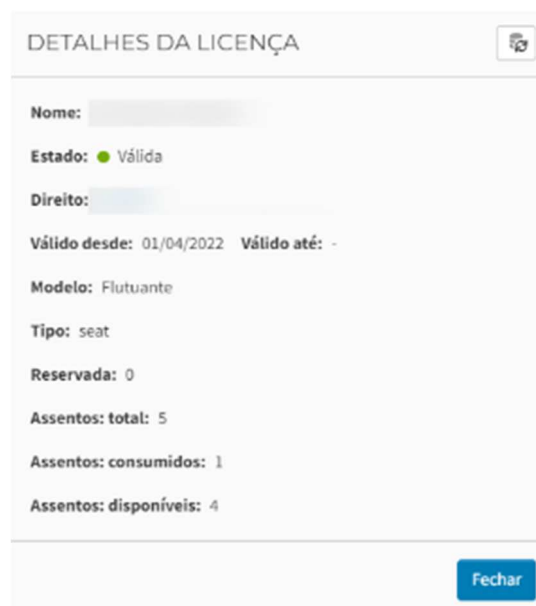 DETALHES DA LICENÇA
Nome:
Estado: Válida
Direito:
Válido desde: 01/04/2022 Válido até: -
Modelo: Flutuante
Tipo: seat
Reservada: 0
Assentos: total: 5
Assentos: consumidos: 1
Assentos: disponíveis: 4
Fechar